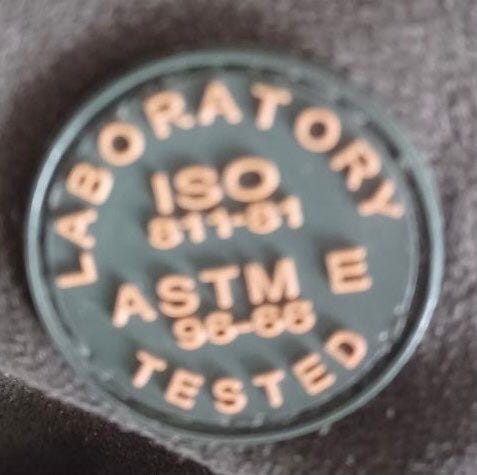 LABORATORY
ISO
811-81
ASTM E
96-66
TESTED